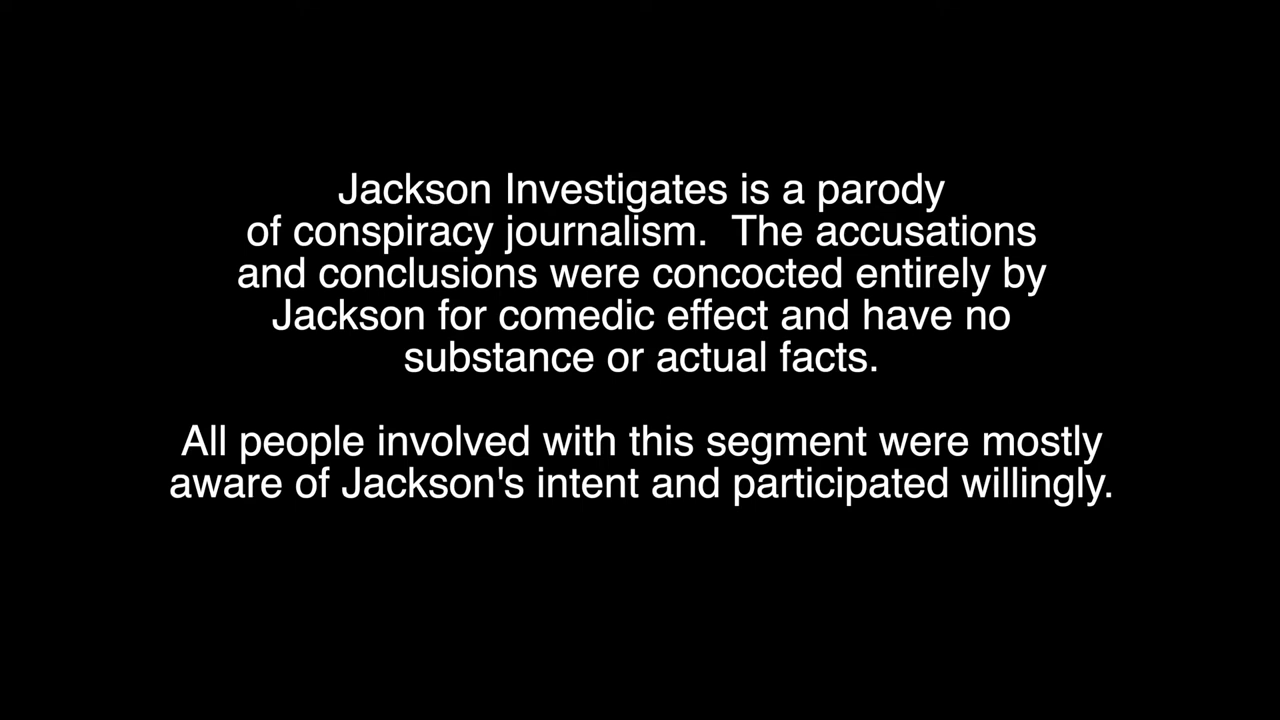 Jackson Investigates is a parody
of conspiracy journalism.  The accusations
and conclusions were concocted entirely by
Jackson for comedic effect and have no
substance or actual facts.
All people involved with this segment were mostly
aware of Jackson's intent and participated willingly.